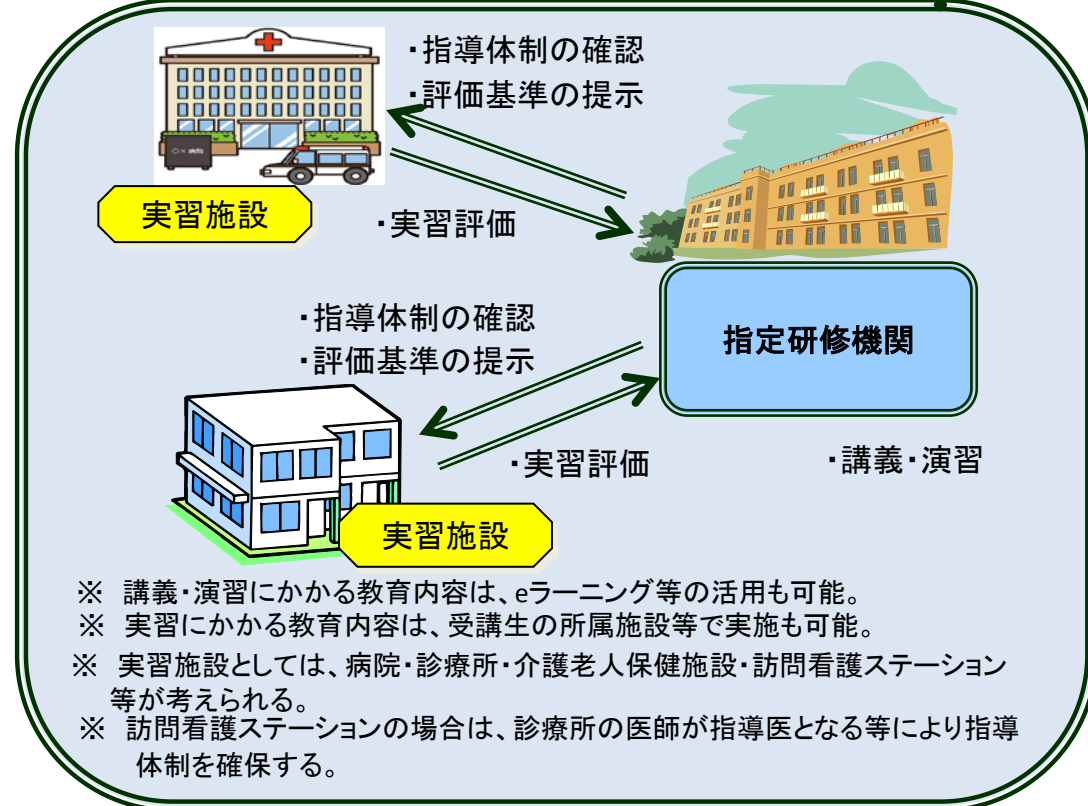 ・指導体制の確認
・評価基準の提示
○× 病院
実習施設
・実習評価
・指導体制の確認
・評価基準の提示
指定研修機関
・実習評価
・講義・演習
実習施設
※ 講義・演習にかかる教育内容は、eラーニング等の活用も可能。
※ 実習にかかる教育内容は、受講生の所属施設等で実施も可能。
※ 実習施設としては、病院・診療所・介護老人保健施設・訪問看護ステーション
等が考えられる。
※ 訪問看護ステーションの場合は、診療所の医師が指導医となる等により指導
体制を確保する。